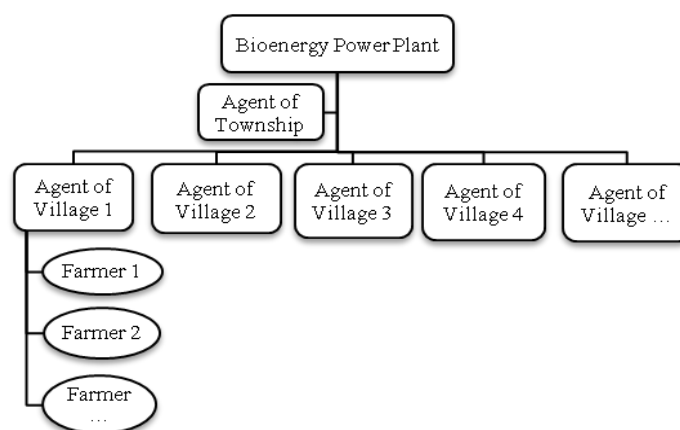 Bioenergy Power Plant
Agent of
Township
Agent of
Village 1
Agent of
Village 2
Agent of
Village 3
Agent of
Village 4
Agent of
Village ...
Farmer 1
Farmer 2
Farmer
...